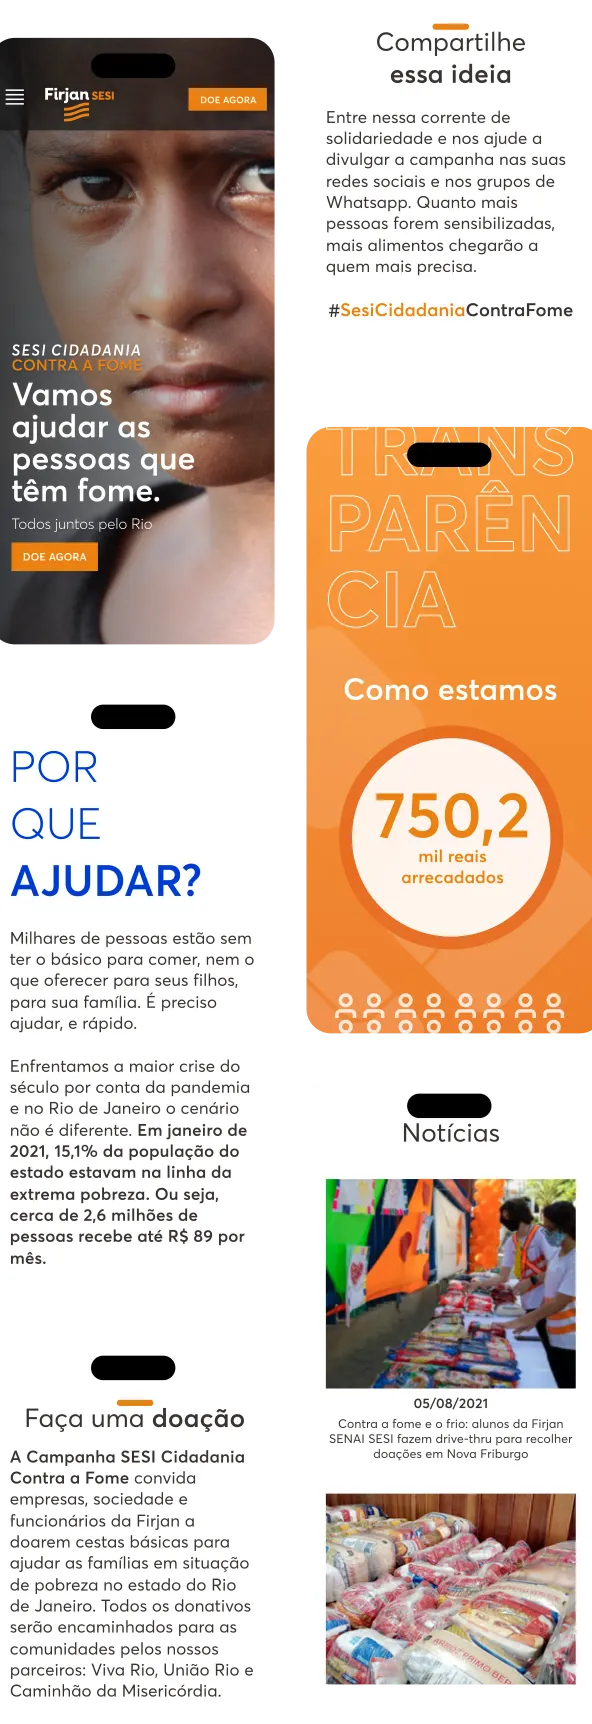 Firjan SESI
DOE AGORA
SESI CIDADANIA
CONTRA A FOME
Vamos
ajudar as
pessoas que
têm fome.
Todos juntos pelo Rio
DOE AGORA
POR
QUE
AJUDAR?
Milhares de pessoas estão sem
ter o básico para comer, nem o
que oferecer para seus filhos,
para sua família. É preciso
ajudar, e rápido.
Enfrentamos a maior crise do
século por conta da pandemia
e no Rio de Janeiro o cenário
não é diferente. Em janeiro de
2021, 15,1% da população do
estado estavam na linha da
extrema pobreza. Ou seja,
cerca de 2,6 milhões de
pessoas recebe até R$ 89 por
mês.
Faça uma doação
A Campanha SESI Cidadania
Contra a Fome convida
empresas, sociedade e
funcionários da Firjan a
doarem cestas básicas para
ajudar as famílias em situação
de pobreza no estado do Rio
de Janeiro. Todos os donativos
serão encaminhados para as
comunidades pelos nossos
parceiros: Viva Rio, União Rio e
Caminhão da Misericórdia.
Compartilhe
essa ideia
Entre nessa corrente de
solidariedade e nos ajude a
divulgar a campanha nas suas
redes sociais e nos grupos de
Whatsapp. Quanto mais
pessoas forem sensibilizadas,
mais alimentos chegarão a
quem mais precisa.
#SesiCidadaniaContraFome
TRANS
PARÊN
CIA
Como estamos
750,2
mil reais
arrecadados
Notícias
05/08/2021
Contra a fome e o frio: alunos da Firjan
SENAI SESI fazem drive-thru para recolher
doações em Nova Friburgo